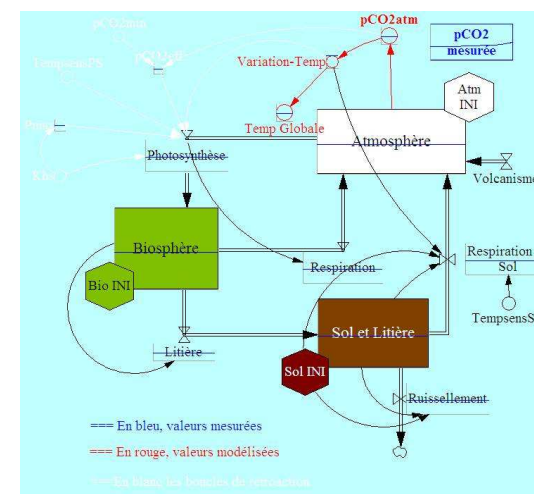 pCO2atm
pCO2
mesurée
TempsensPS
Variation-Temp
Atm
INI
Temp Globale
Atmosphère
Photosynthèse
Volcanisme
Biosphère
Respiration
Respiration
Sol
Bio INI
TempsensS
Sol et Litière
Litière
Sol INI
Ruissellement
=== En bleu, valeurs mesurées
=== En rouge, valeurs modélisées
=== En blanc les boucles de rétroaction